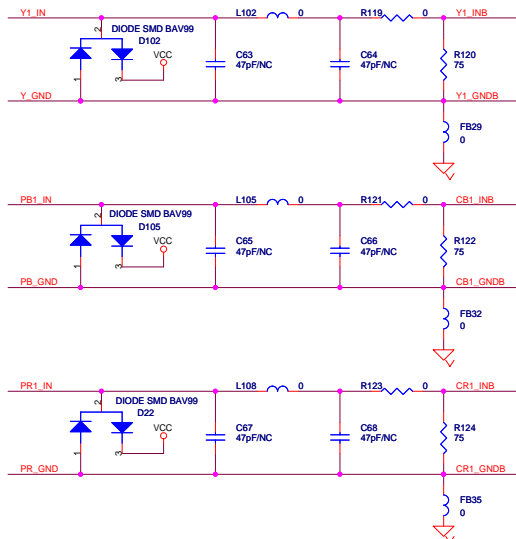 Y1_IN L102 0 R119 0 Y1_INB
2 DIODE SMD BAV99
D102
VCC
C63
47pF/NC
C64
47pF/NC
R120
75
1 3
Y_GND Y1_GNDB
FB29
0
PB1_IN L105 0 R121 0 CB1_INB
2 DIODE SMD BAV99
D105
VCC
C65
47pF/NC
C66
47pF/NC
R122
75
1 3
PB_GND CB1_GNDB
FB32
0
PR1_IN L108 0 R123 0 CR1_INB
2 DIODE SMD BAV99
D22
VCC
C67
47pF/NC
C68
47pF/NC
R124
75
1 3
PR_GND CR1_GNDB
FB35
0